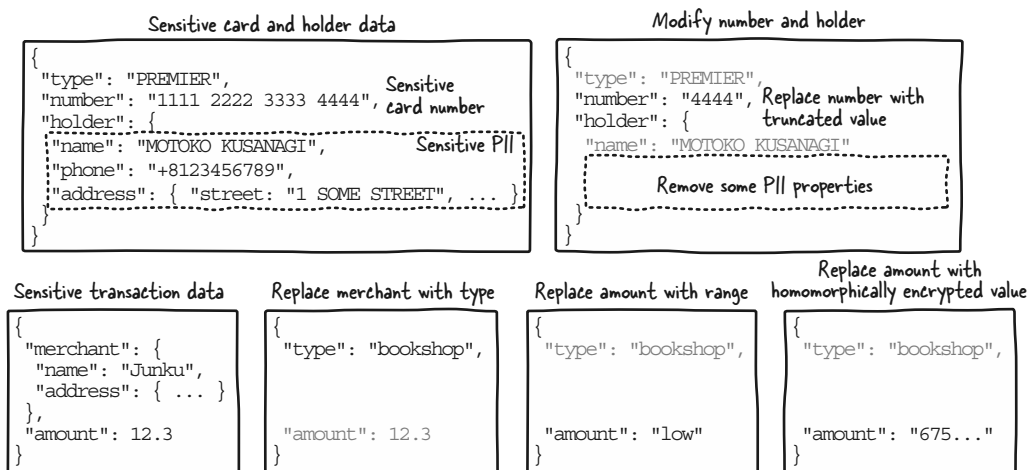 Sensitive card and holder data
{
"type": "PREMIER",
"number": "1111 2222 3333 4444",
Sensitive
card number
"holder": {
"name": "MOTOKO KUSANAGI",
Sensitive PII
"phone": "+8123456789",
"address": { "street: "1 SOME STREET", ... }
}
}
Modify number and holder
{
"type": "PREMIER",
"number": "4444",
Replace number with
truncated value
"holder": {
"name": "MOTOKO KUSANAGI"
Remove some PII properties
}
}
Sensitive transaction data
{
"merchant": {
"name": "Junku",
"address": { ... }
},
"amount": 12.3
}
Replace merchant with type
{
"type": "bookshop",
"amount": 12.3
}
Replace amount with range
{
"type": "bookshop",
"amount": "low"
}
Replace amount with
homomorphically encrypted value
{
"type": "bookshop",
"amount": "675..."
}